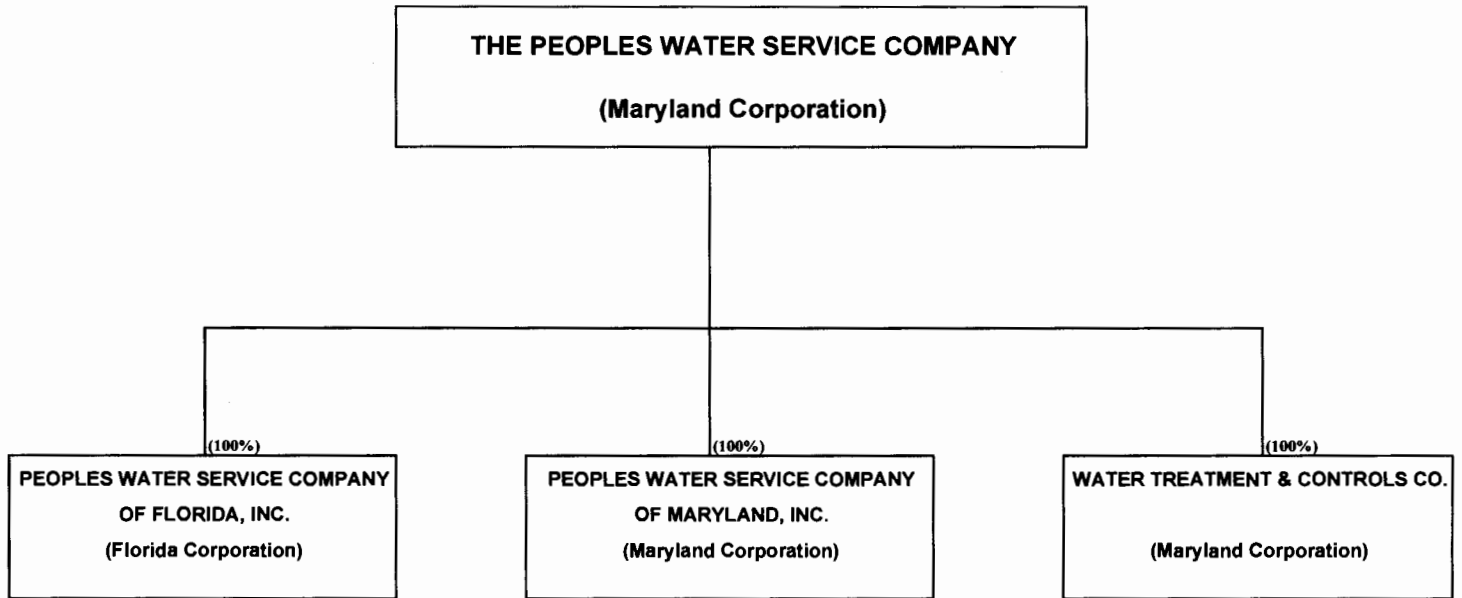 THE PEOPLES WATER SERVICE COMPANY
(Maryland Corporation)
(100%)
PEOPLES WATER SERVICE COMPANY
OF FLORIDA, INC.
(Florida Corporation)
(100%)
PEOPLES WATER SERVICE COMPANY
OF MARYLAND, INC.
(Maryland Corporation)
(100%)
WATER TREATMENT & CONTROLS CO.
(Maryland Corporation)